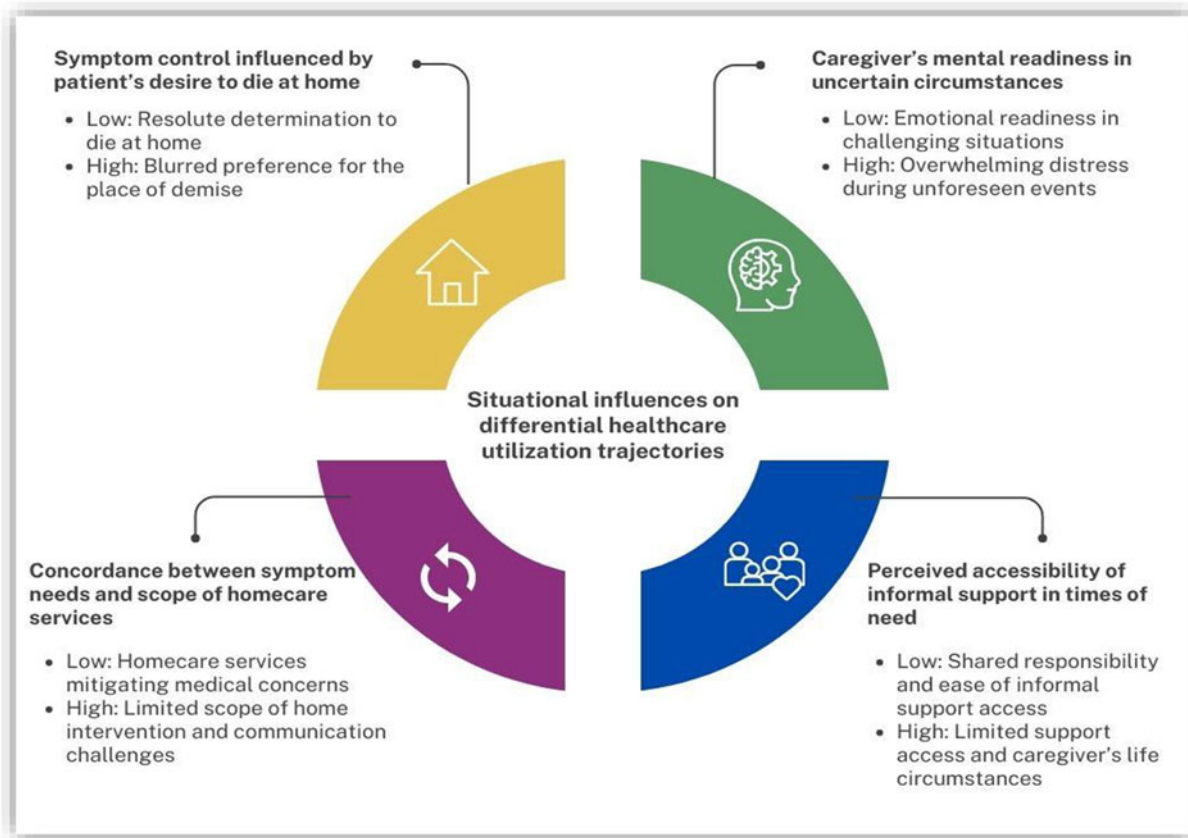 Symptom control influenced by
patient's desire to die at home
• Low: Resolute determination to
die at home
• High: Blurred preference for the
place of demise
Caregiver's mental readiness in
uncertain circumstances
• Low: Emotional readiness in
challenging situations
• High: Overwhelming distress
during unforeseen events
Situational influences on
differential healthcare
utilization trajectories
Concordance between symptom
needs and scope of homecare
services
• Low: Homecare services
mitigating medical concerns
• High: Limited scope of home
intervention and communication
challenges
Perceived accessibility of
informal support in times of
need
• Low: Shared responsibility
and ease of informal
support access
• High: Limited support
access and caregiver's life
circumstances